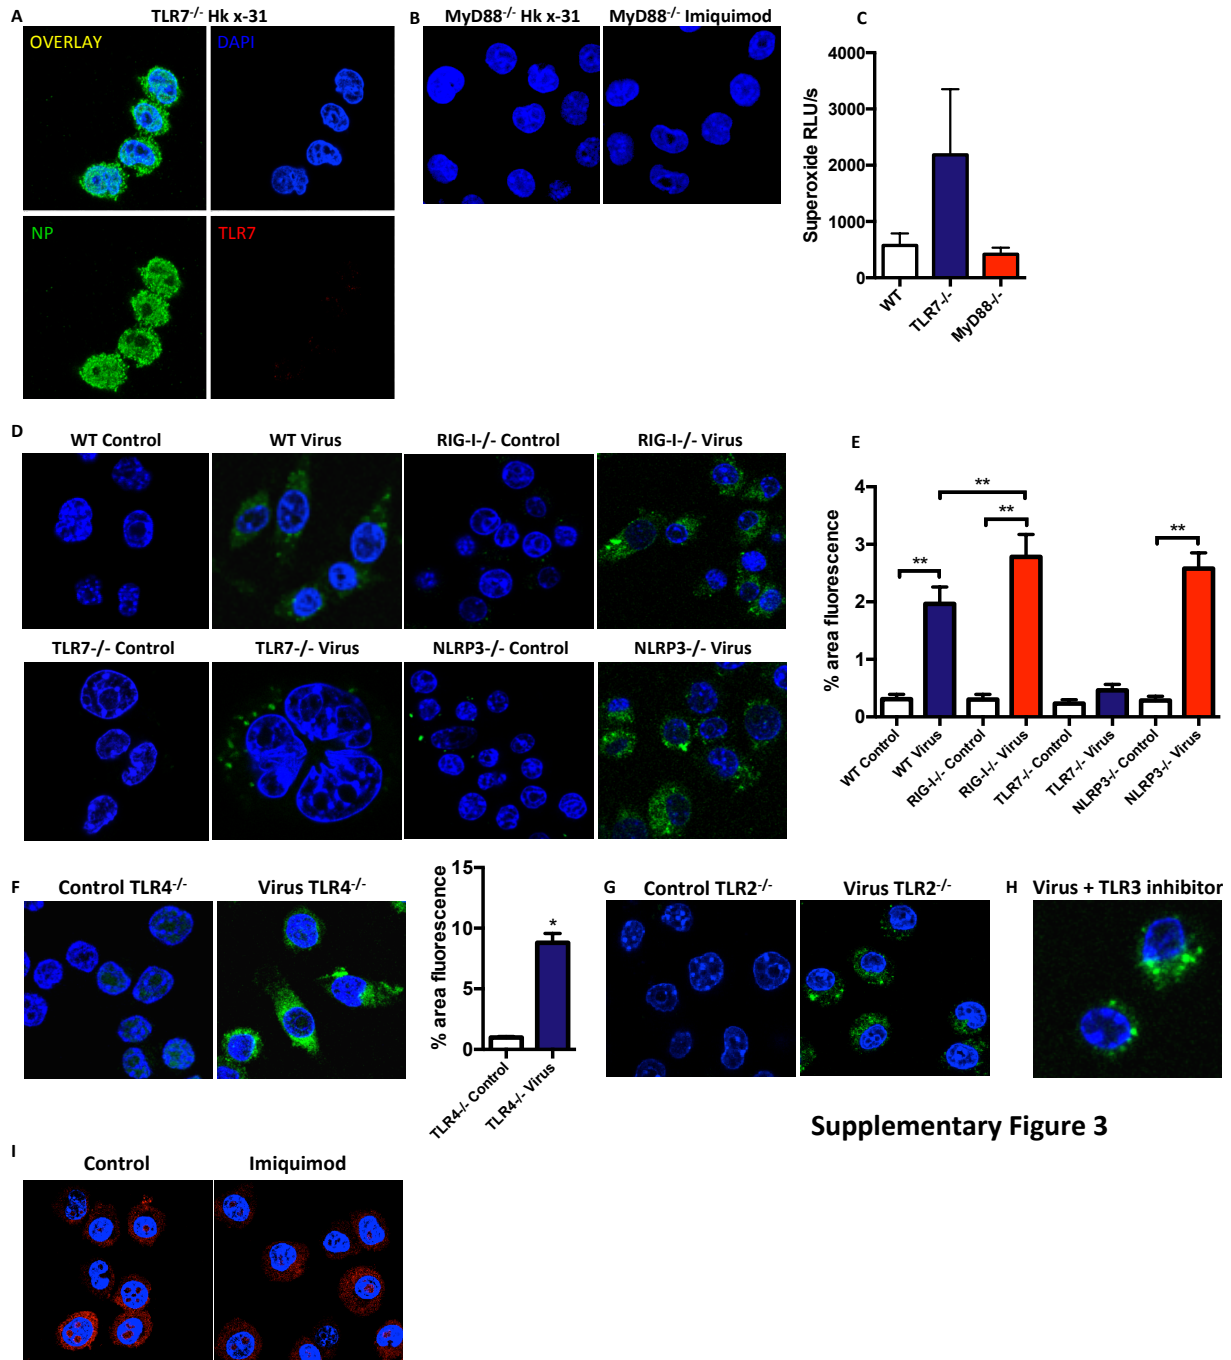 A
TLR7-/- Hk x-31
OVERLAY
DAPI
NP
TLR7
B
MyD88-/- Hk x-31
MyD88-/- Imiquimod
C
Superoxide RLU/s
4000
3000
2000
1000
0
WT
TLR7-/-
MyD88-/-
D
WT Control
WT Virus
RIG-I-/- Control
RIG-I-/- Virus
TLR7-/- Control
TLR7-/- Virus
NLRP3-/- Control
NLRP3-/- Virus
E
% area fluorescence
4
3
2
1
0
**
**
**
**
WT Control
WT Virus
RIG-I-/- Control
RIG-I-/- Virus
TLR7-/- Control
TLR7-/- Virus
NLRP3-/- Control
NLRP3-/- Virus
F
Control TLR4-/-
Virus TLR4-/-
% area fluorescence
15
10
5
0
*
TLR4-/- Control
TLR4-/- Virus
G
Control TLR2-/-
Virus TLR2-/-
H
Virus + TLR3 inhibitor
Supplementary Figure 3
I
Control
Imiquimod